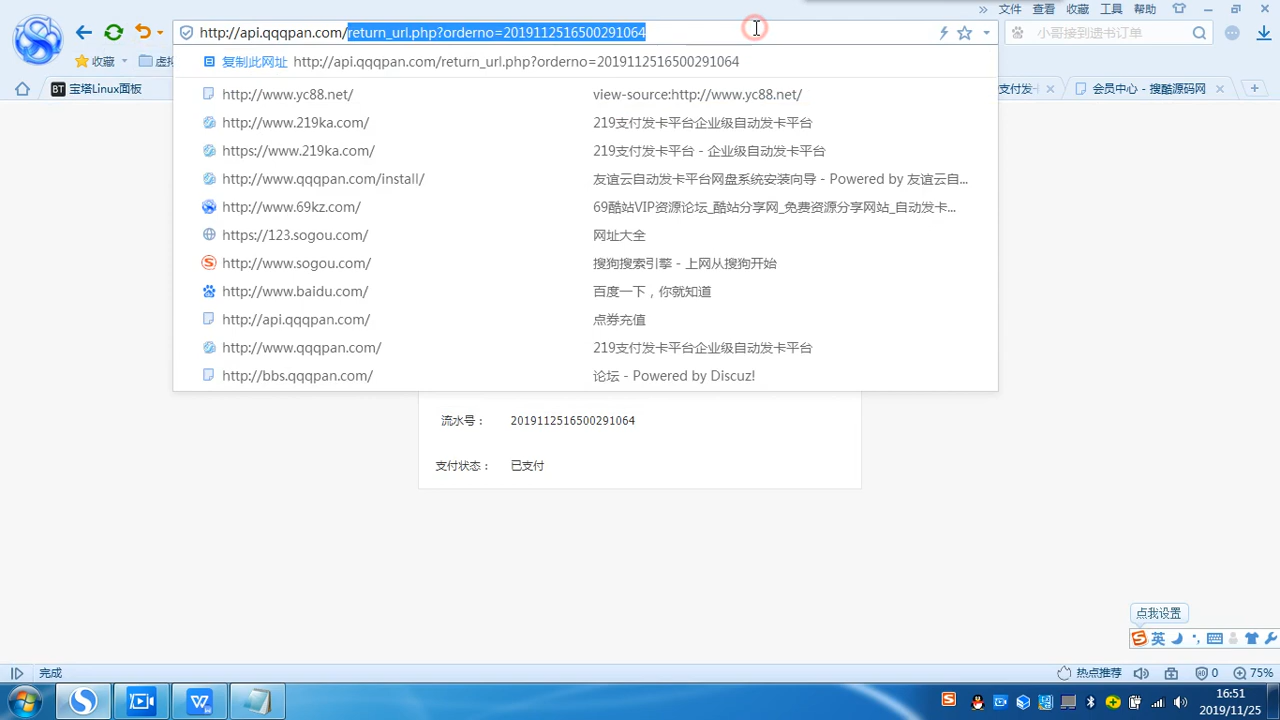 » 文件 查看 收藏 工具 帮助
http://api.qqqpan.com/return_url.php?orderno=2019112516500291064
小哥接到遗书订单
收藏 虚拟
BT 宝塔Linux面板
支付发卡 会员中心 - 搜酷源码网
复制此网址 http://api.qqqpan.com/return_url.php?orderno=2019112516500291064
http://www.yc88.net/ view-source:http://www.yc88.net/
http://www.219ka.com/ 219支付发卡平台企业级自动发卡平台
https://www.219ka.com/ 219支付发卡平台 - 企业级自动发卡平台
http://www.qqqpan.com/install/ 友谊云自动发卡平台网盘系统安装向导 - Powered by 友谊云自...
http://www.69kz.com/ 69酷站VIP资源论坛_酷站分享网_免费资源分享网站_自动发卡...
https://123.sogou.com/ 网址大全
http://www.sogou.com/ 搜狗搜索引擎 - 上网从搜狗开始
http://www.baidu.com/ 百度一下，你就知道
http://api.qqqpan.com/ 点券充值
http://www.qqqpan.com/ 219支付发卡平台企业级自动发卡平台
http://bbs.qqqpan.com/ 论坛 - Powered by Discuz!
流水号： 2019112516500291064
支付状态： 已支付
点我设置
英
完成
热点推荐 0 75%
16:51
2019/11/25